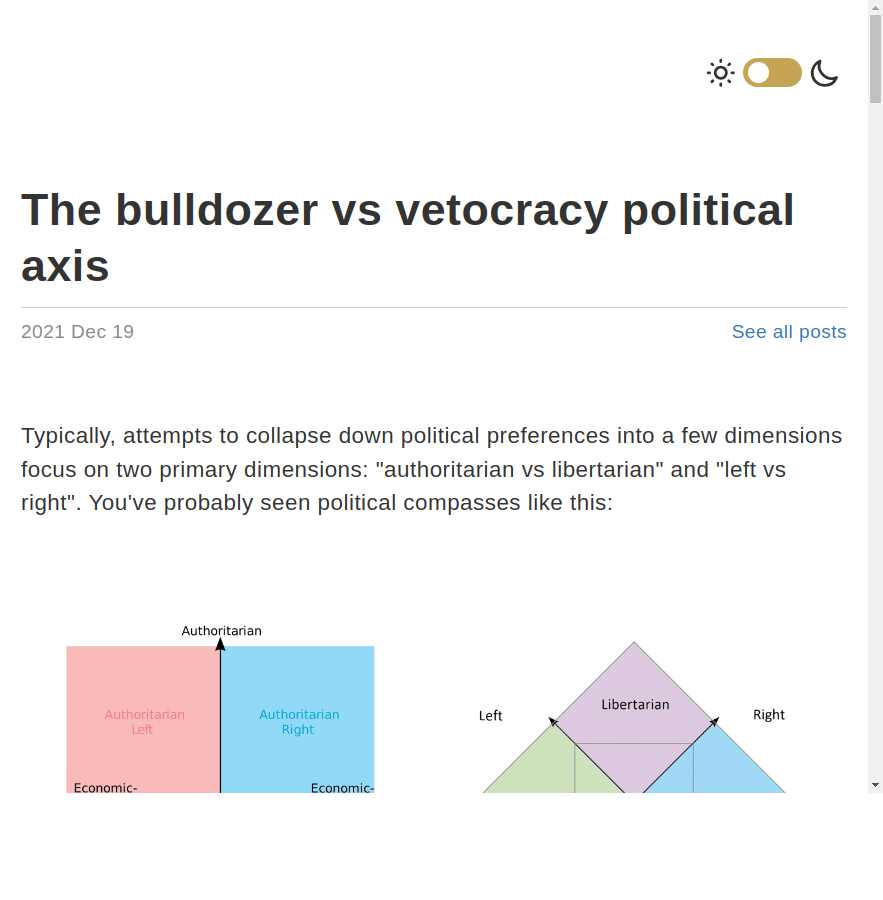 The bulldozer vs vetocracy political
axis
2021 Dec 19
See all posts
Typically, attempts to collapse down political preferences into a few dimensions
focus on two primary dimensions: "authoritarian vs libertarian" and "left vs
right". You've probably seen political compasses like this:
Authoritarian
Authoritarian
Left
Authoritarian
Right
Economic-
Economic-
Left
Libertarian
Right